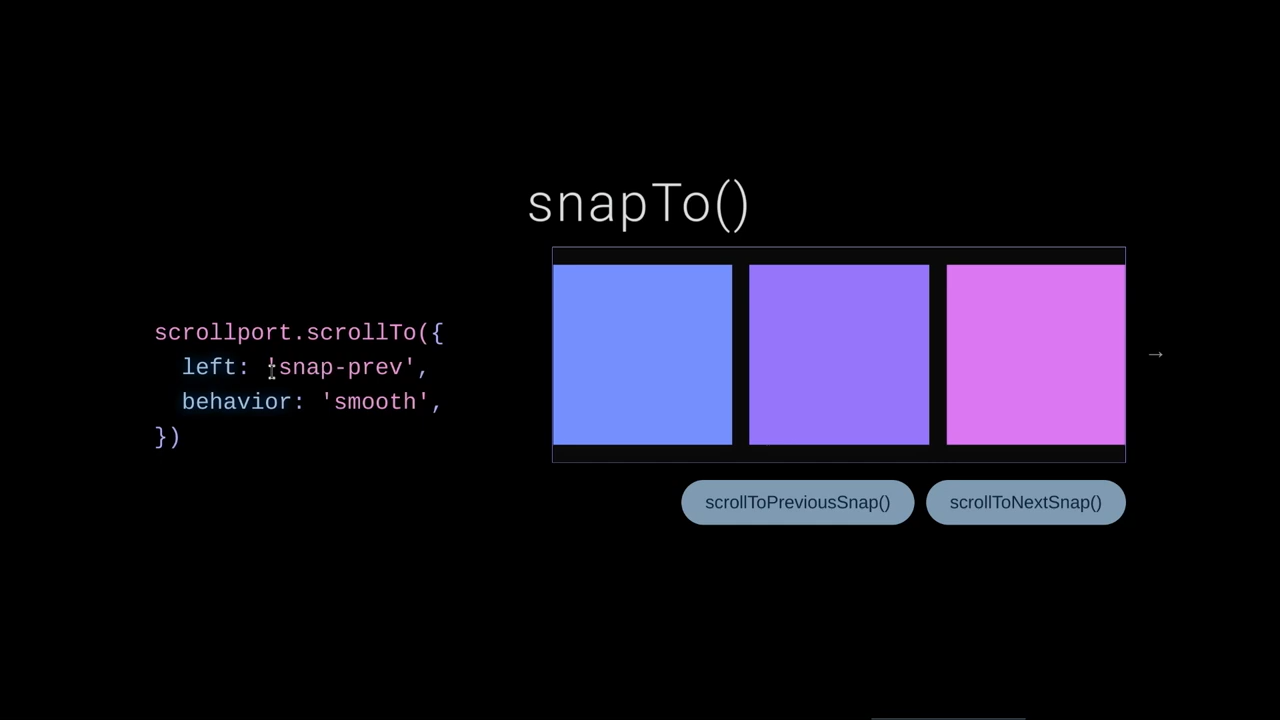 snapTo()
scrollport.scrollTo({
left: 'snap-prev',
behavior: 'smooth',
})
→
scrollToPreviousSnap()
scrollToNextSnap()